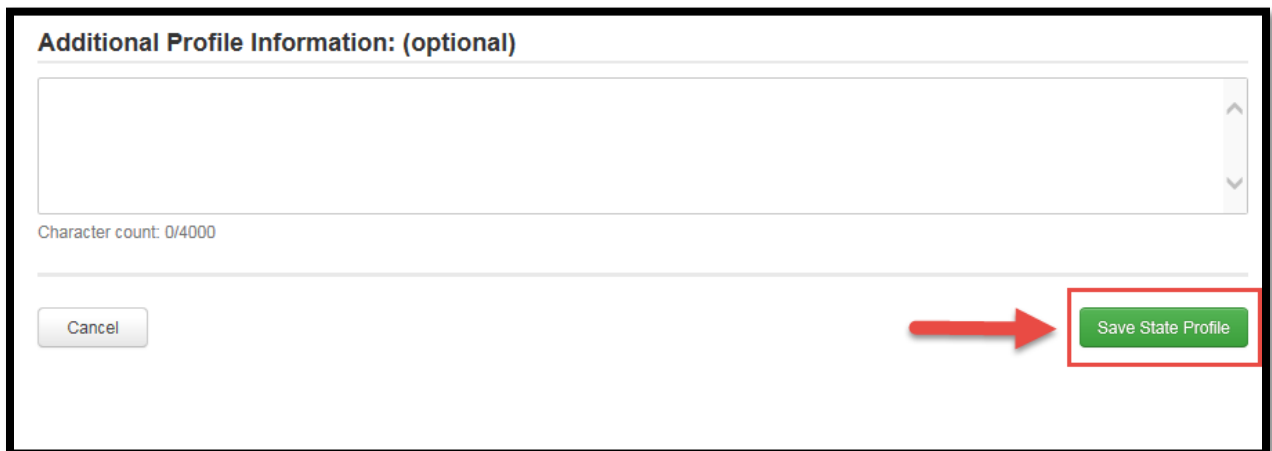 Additional Profile Information: (optional)
Character count: 0/4000
Cancel
Save State Profile